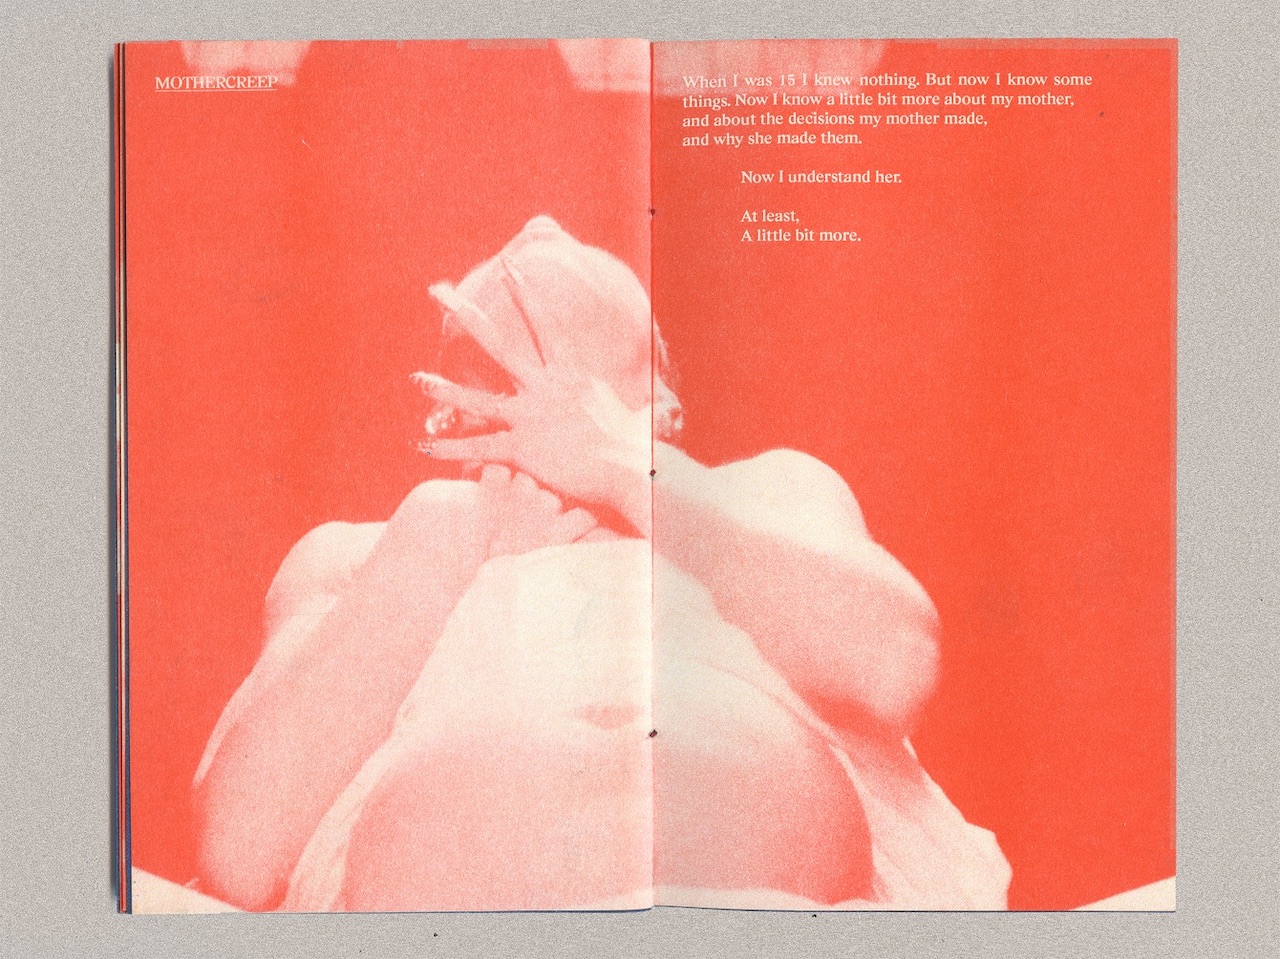 MOTHERCREEP
When I was 15 I knew nothing. But now I know some
things. Now I know a little bit more about my mother,
and about the decisions my mother made,
and why she made them.
Now I understand her.
At least,
A little bit more.